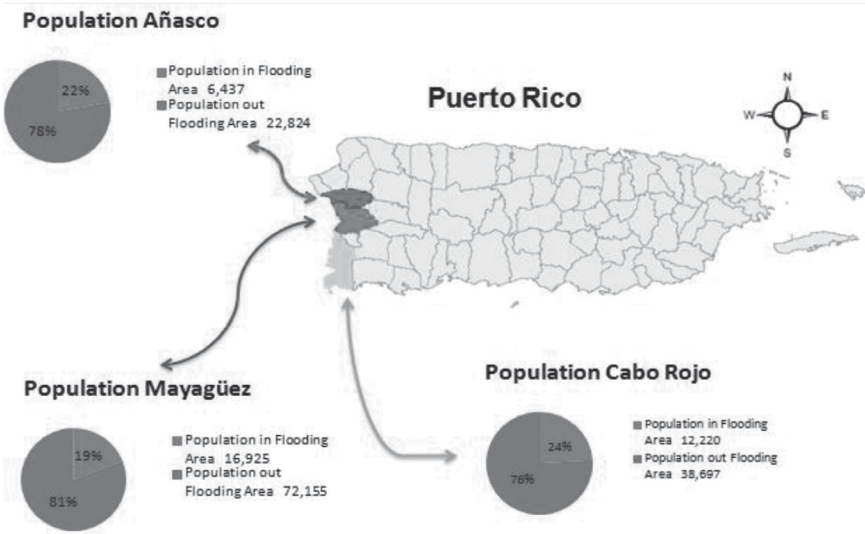 Population Añasco
22%
78%
Population in Flooding
Area 6,437
Population out
Flooding Area 22,824
Puerto Rico
N
W
E
S
Population Mayagüez
19%
81%
Population in Flooding
Area 16,925
Population out
Flooding Area 72,155
Population Cabo Rojo
24%
76%
Population in Flooding
Area 12,220
Population out Flooding
Area 38,697